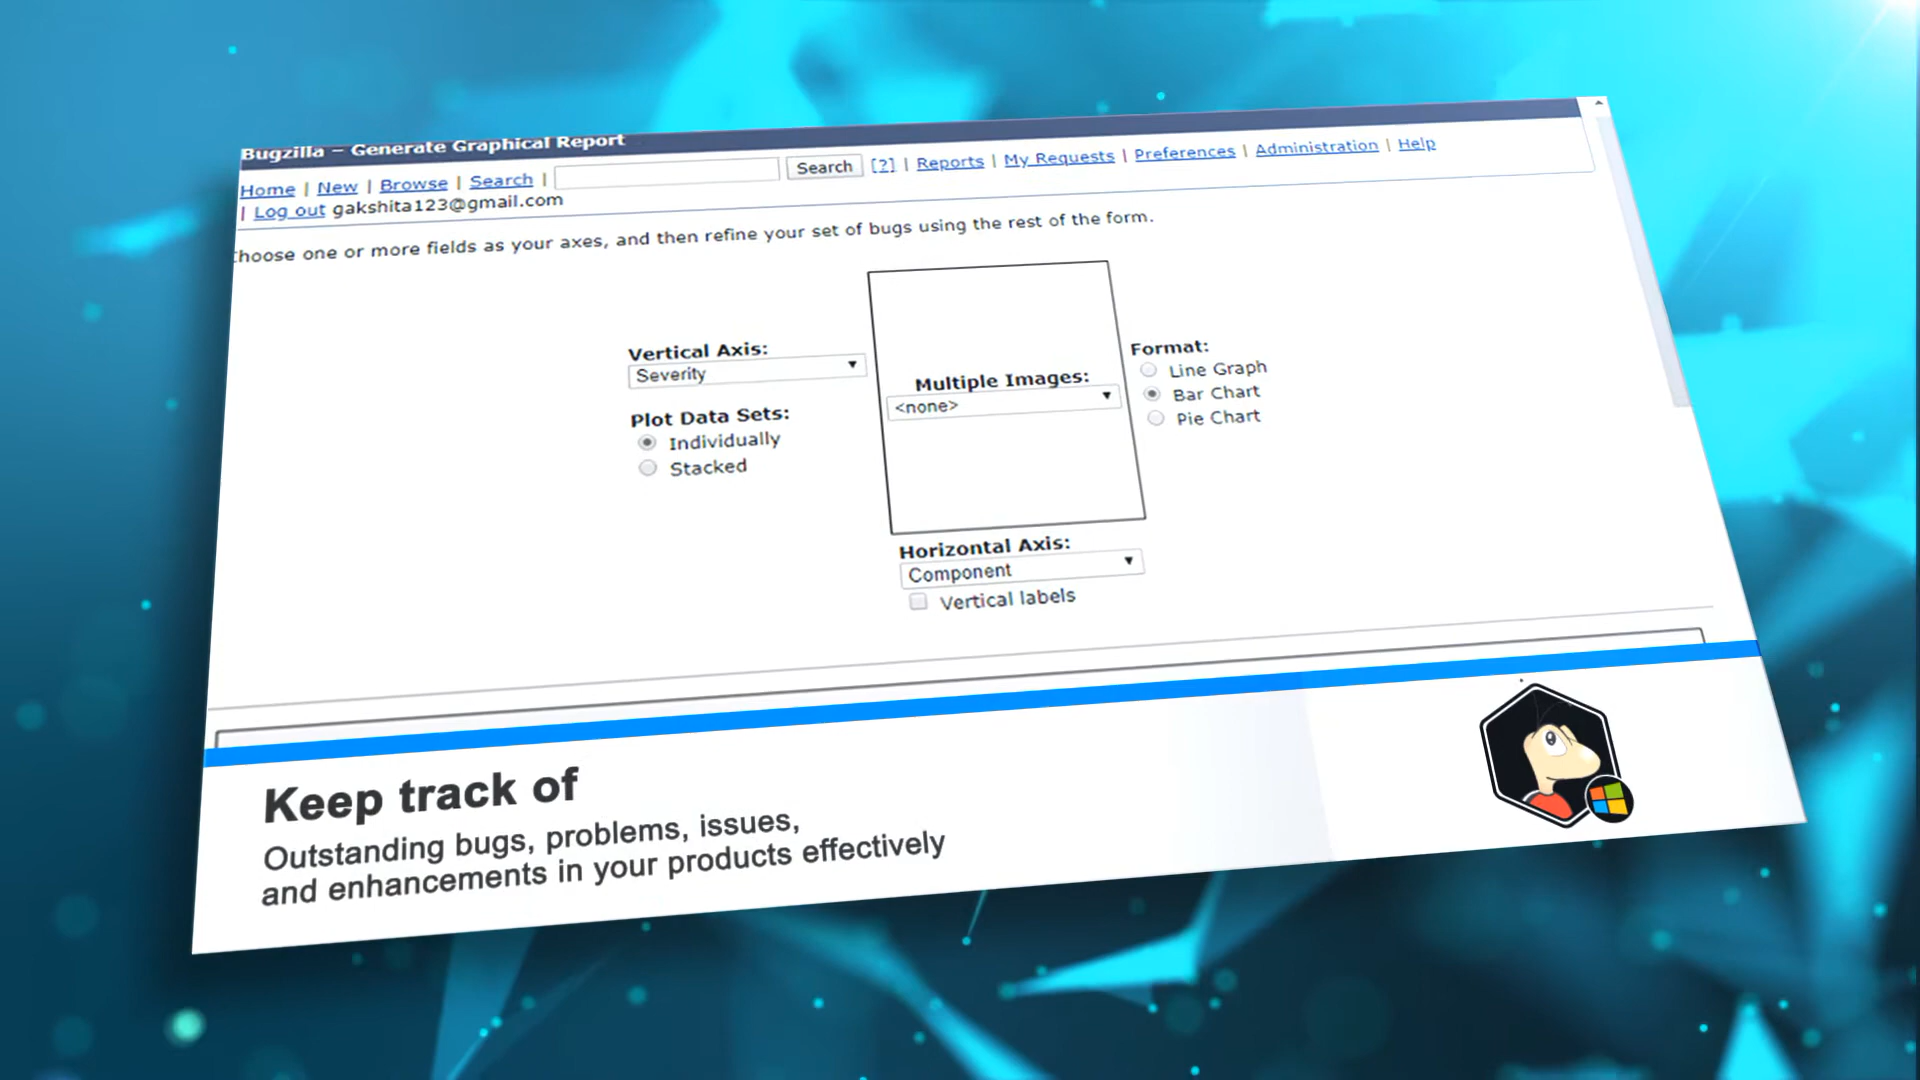 Bugzilla – Generate Graphical Report
Home | New | Browse | Search | Search [?] | Reports | My Requests | Preferences | Administration | Help
| Log out gakshita123@gmail.com
hoose one or more fields as your axes, and then refine your set of bugs using the rest of the form.
Vertical Axis:
Severity
Plot Data Sets:
Individually
Stacked
Multiple Images:
<none>
Format:
Line Graph
Bar Chart
Pie Chart
Horizontal Axis:
Component
Vertical labels
Keep track of
Outstanding bugs, problems, issues,
and enhancements in your products effectively